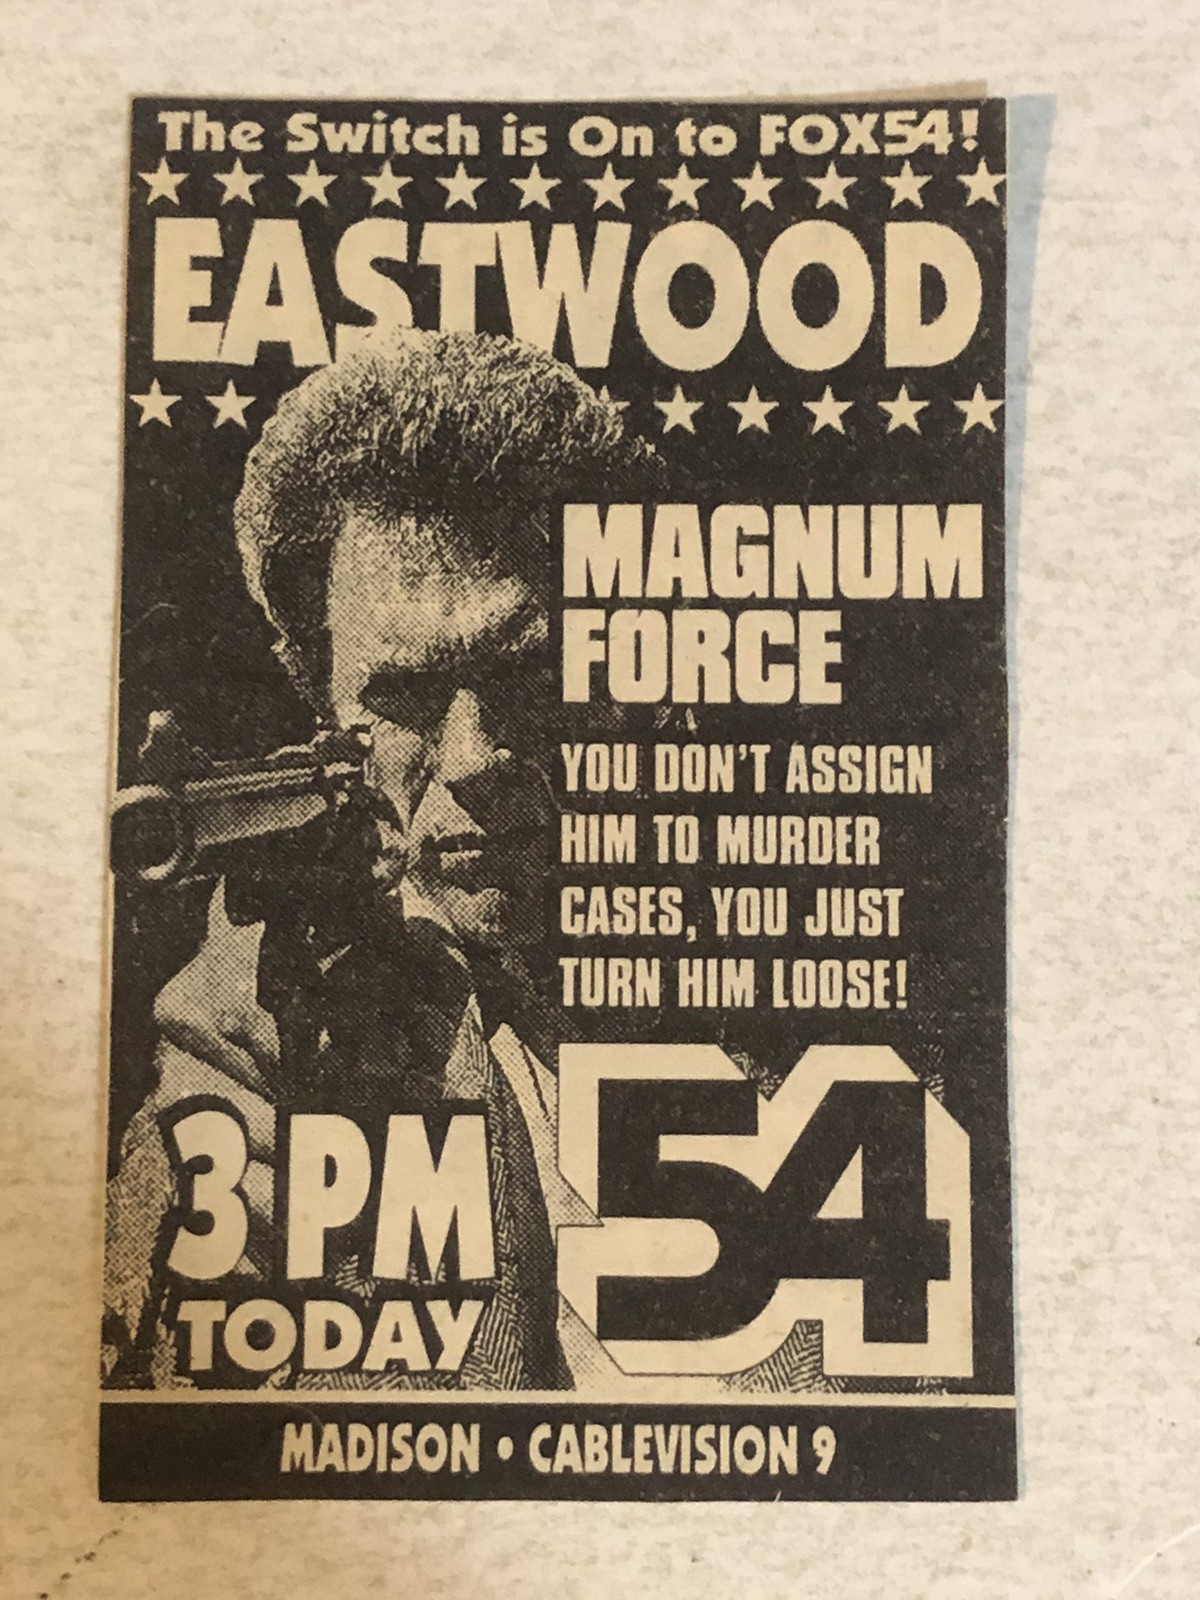 The Switch is On to FOX54!
EASTWOOD
MAGNUM
FORCE
YOU DON'T ASSIGN
HIM TO MURDER
CASES, YOU JUST
TURN HIM LOOSE!
3 PM
TODAY
54
MADISON • CABLEVISION 9